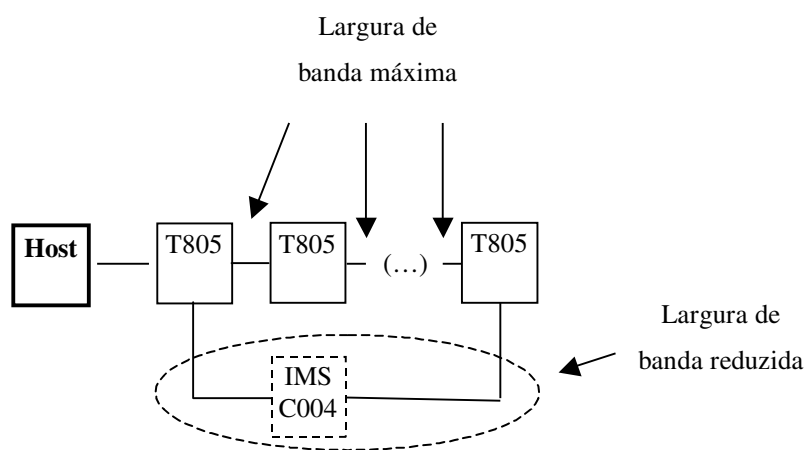 Largura de
banda máxima
Host
T805
T805
(…)
T805
Largura de
banda reduzida
IMS
C004